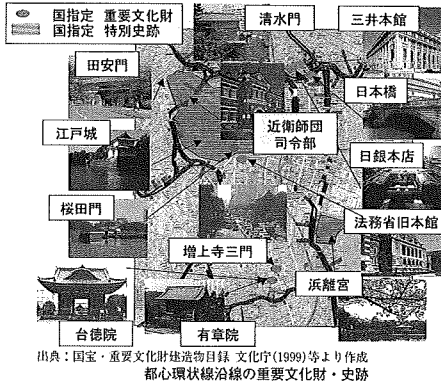 国指定 重要文化財
国指定 特別史跡
清水門
三井本館
田安門
日本橋
近衛師団
司令部
江戸城
日銀本店
桜田門
法務省旧本館
増上寺三門
浜離宮
台徳院
有章院
出典：国宝・重要文化財建造物目録 文化庁(1999)等より作成
都心環状線沿線の重要文化財・史跡